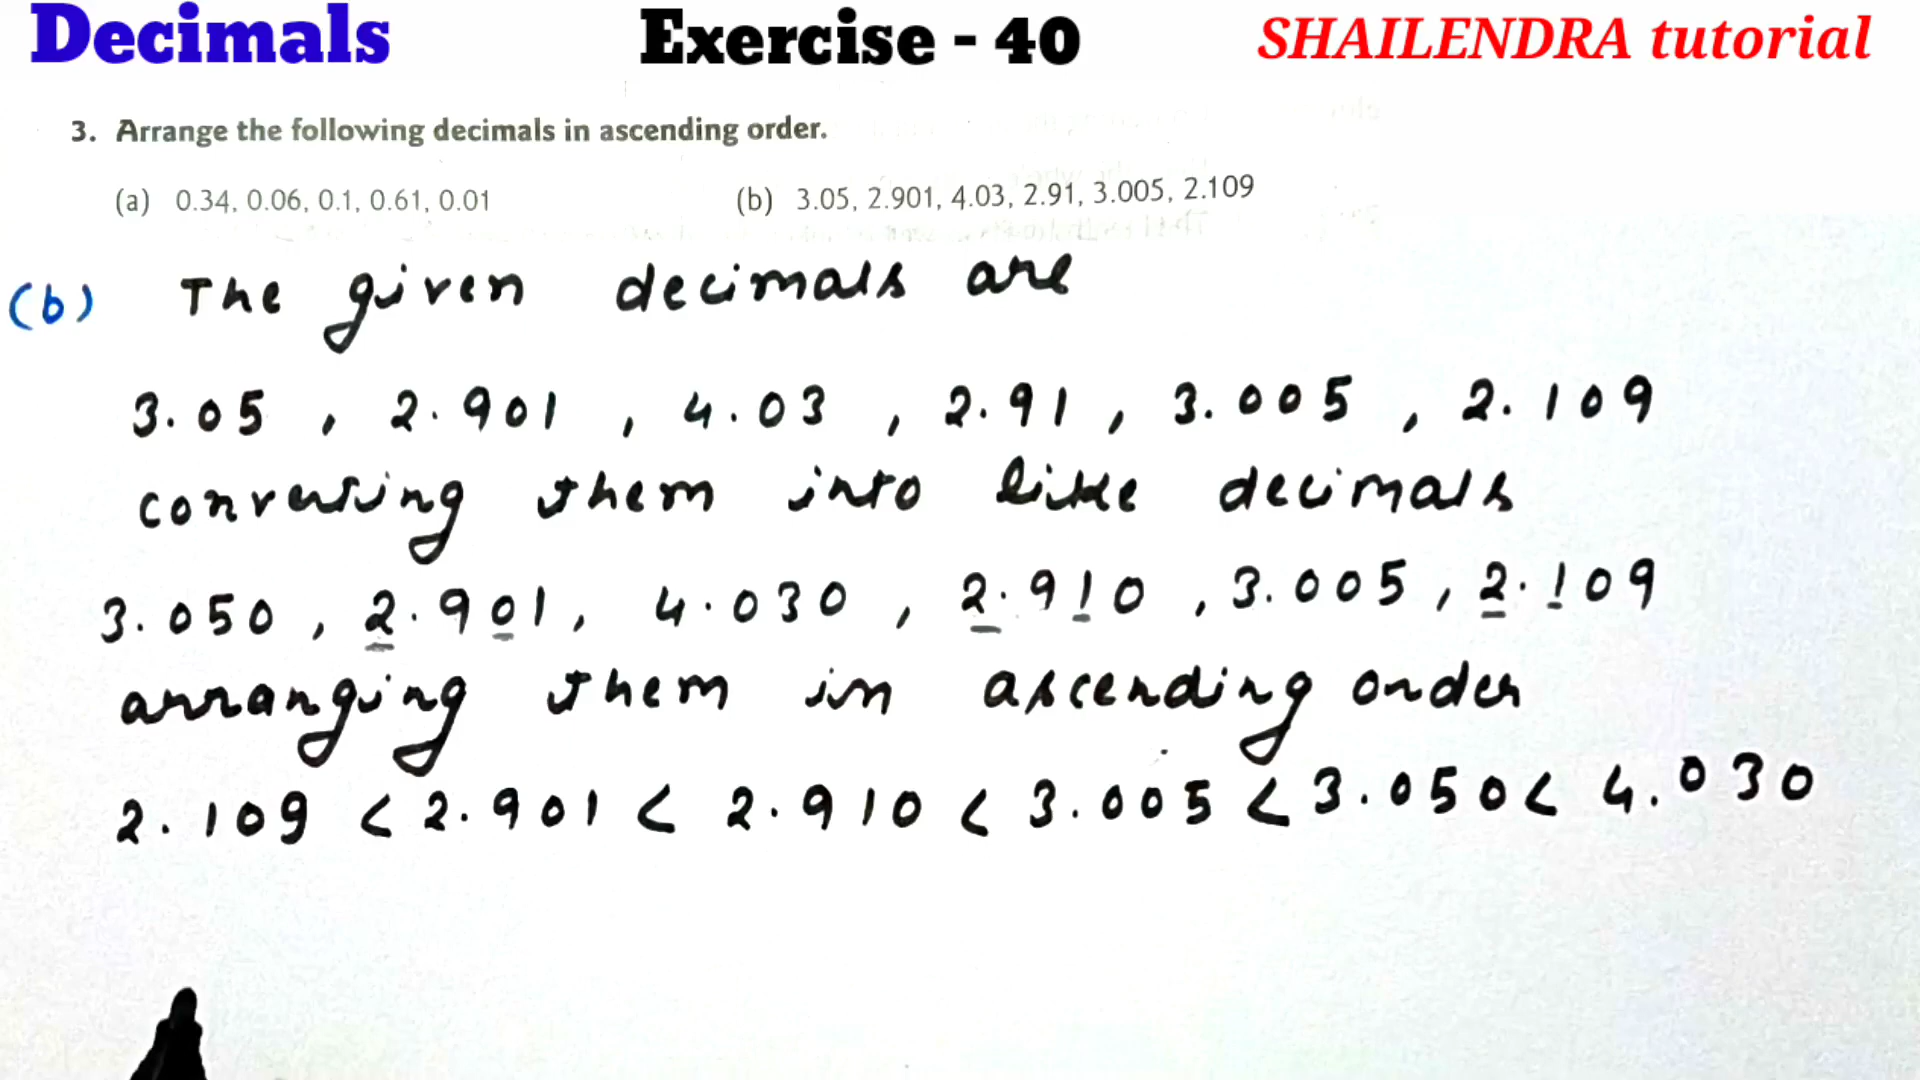 Decimals Exercise - 40 SHAILENDRA tutorial
3. Arrange the following decimals in ascending order.
(a) 0.34, 0.06, 0.1, 0.61, 0.01 (b) 3.05, 2.901, 4.03, 2.91, 3.005, 2.109
(b) The given decimals are
3.05 , 2.901 , 4.03 , 2.91 , 3.005 , 2.109
converting them into like decimals
3.050 , 2.901, 4.030 , 2.910 , 3.005 , 2.109
arranging them in ascending order
2.109 < 2.901 < 2.910 < 3.005 < 3.050 < 4.030